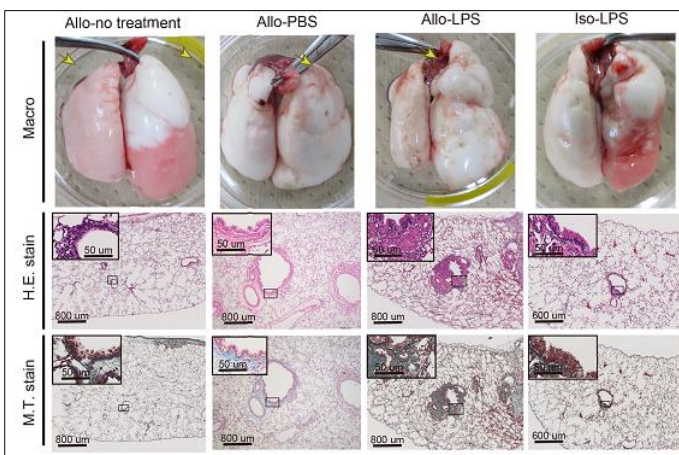 Allo-no treatment Allo-PBS Allo-LPS Iso-LPS
Macro
H.E. stain
50 um 50 um 50 um 50 um
800 um 800 um 800 um 600 um
M.T. stain
50 um 50 um 50 um 50 um
800 um 800 um 800 um 600 um